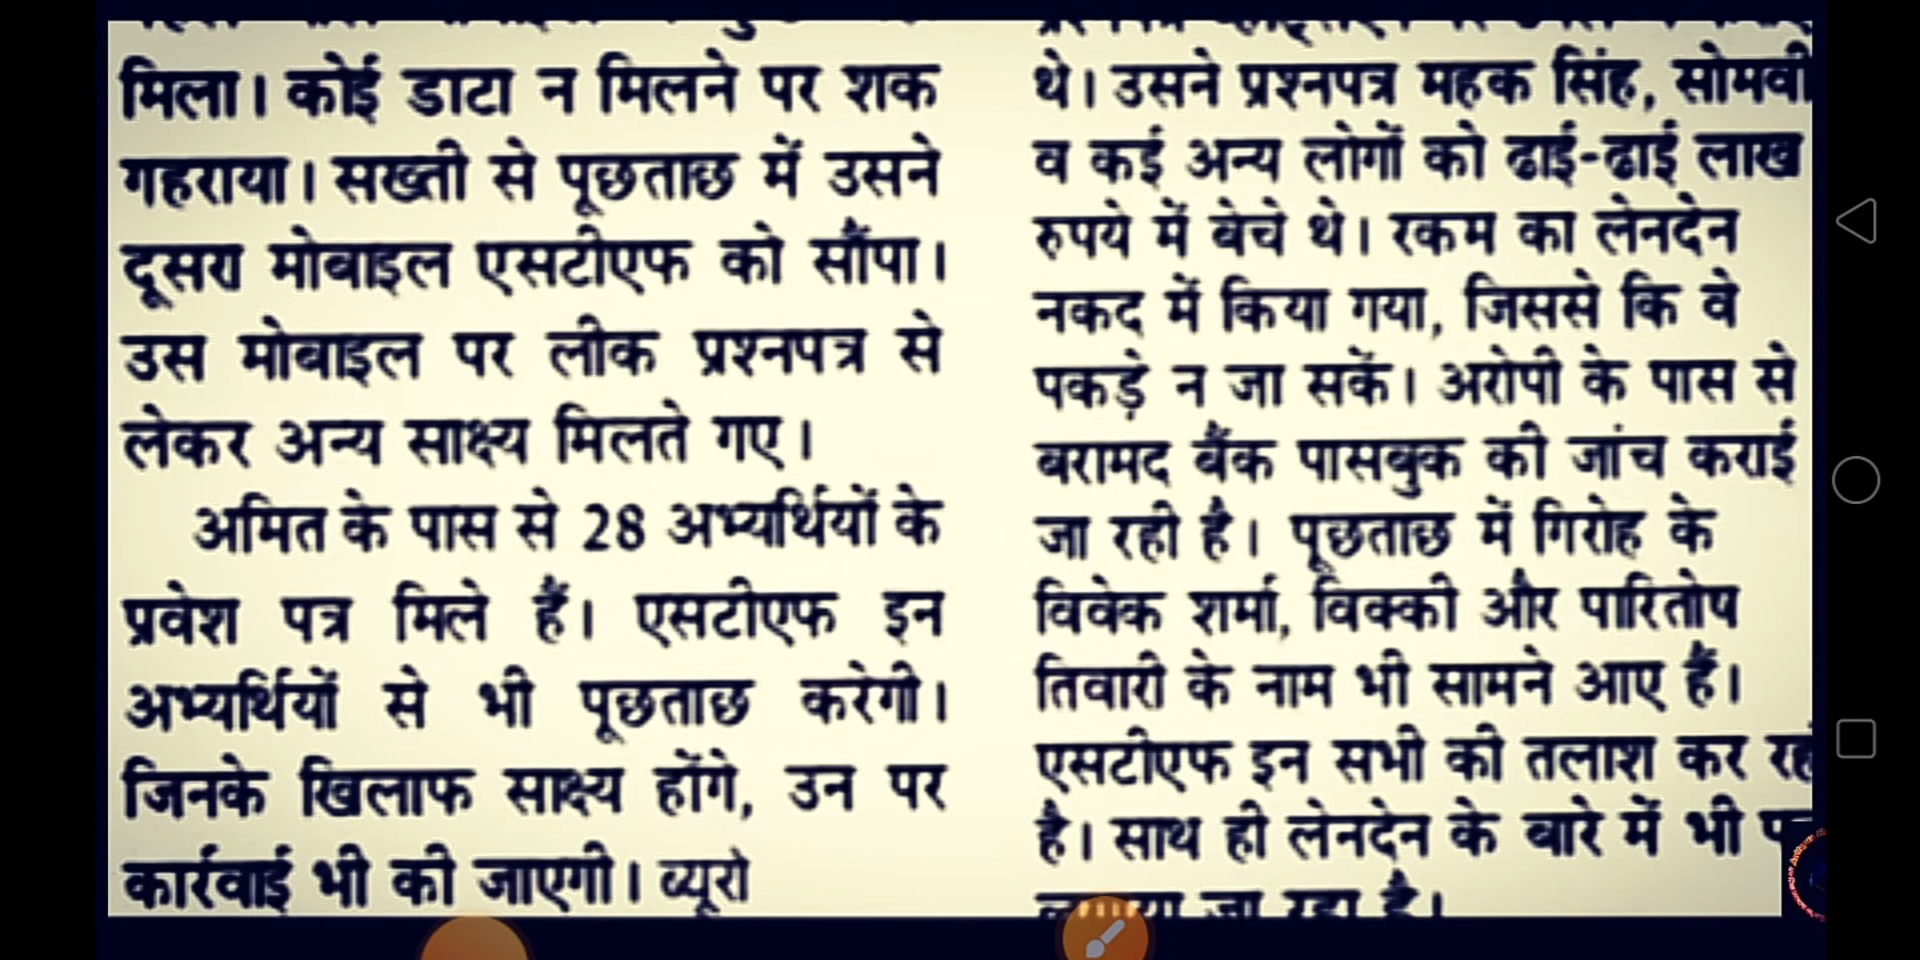 मिला। कोई डाटा न मिलने पर शक
गहराया। सख्ती से पूछताछ में उसने
दूसरा मोबाइल एसटीएफ को सौंपा।
उस मोबाइल पर लीक प्रश्नपत्र से
लेकर अन्य साक्ष्य मिलते गए।
अमित के पास से 28 अभ्यर्थियों के
प्रवेश पत्र मिले हैं। एसटीएफ इन
अभ्यर्थियों से भी पूछताछ करेगी।
जिनके खिलाफ साक्ष्य होंगे, उन पर
कार्रवाई भी की जाएगी। ब्यूरो
थे। उसने प्रश्नपत्र महक सिंह, सोमवी
व कई अन्य लोगों को ढाई-ढाई लाख
रुपये में बेचे थे। रकम का लेनदेन
नकद में किया गया, जिससे कि वे
पकड़े न जा सकें। अरोपी के पास से
बरामद बैंक पासबुक की जांच कराई
जा रही है। पूछताछ में गिरोह के
विवेक शर्मा, विक्की और पारितोष
तिवारी के नाम भी सामने आए हैं।
एसटीएफ इन सभी की तलाश कर रह
है। साथ ही लेनदेन के बारे में भी
जा रहा है।